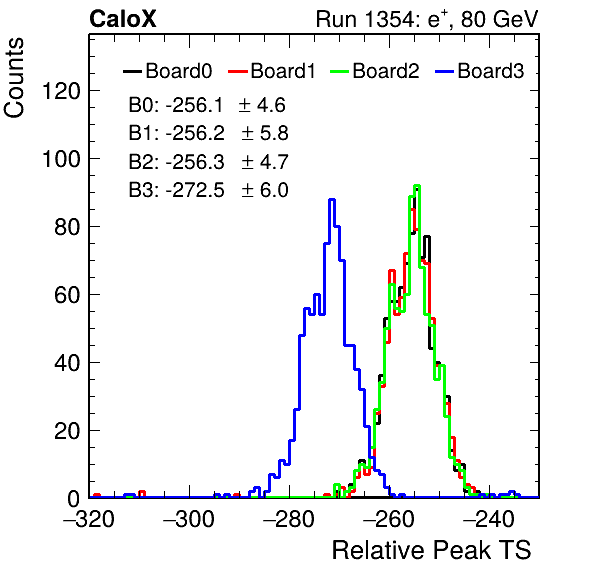 CaloX Run 1354: e⁺, 80 GeV
Counts
Board0 Board1 Board2 Board3
B0: -256.1 ± 4.6
B1: -256.2 ± 5.8
B2: -256.3 ± 4.7
B3: -272.5 ± 6.0
120
100
80
60
40
20
0
−320 −300 −280 −260 −240
Relative Peak TS